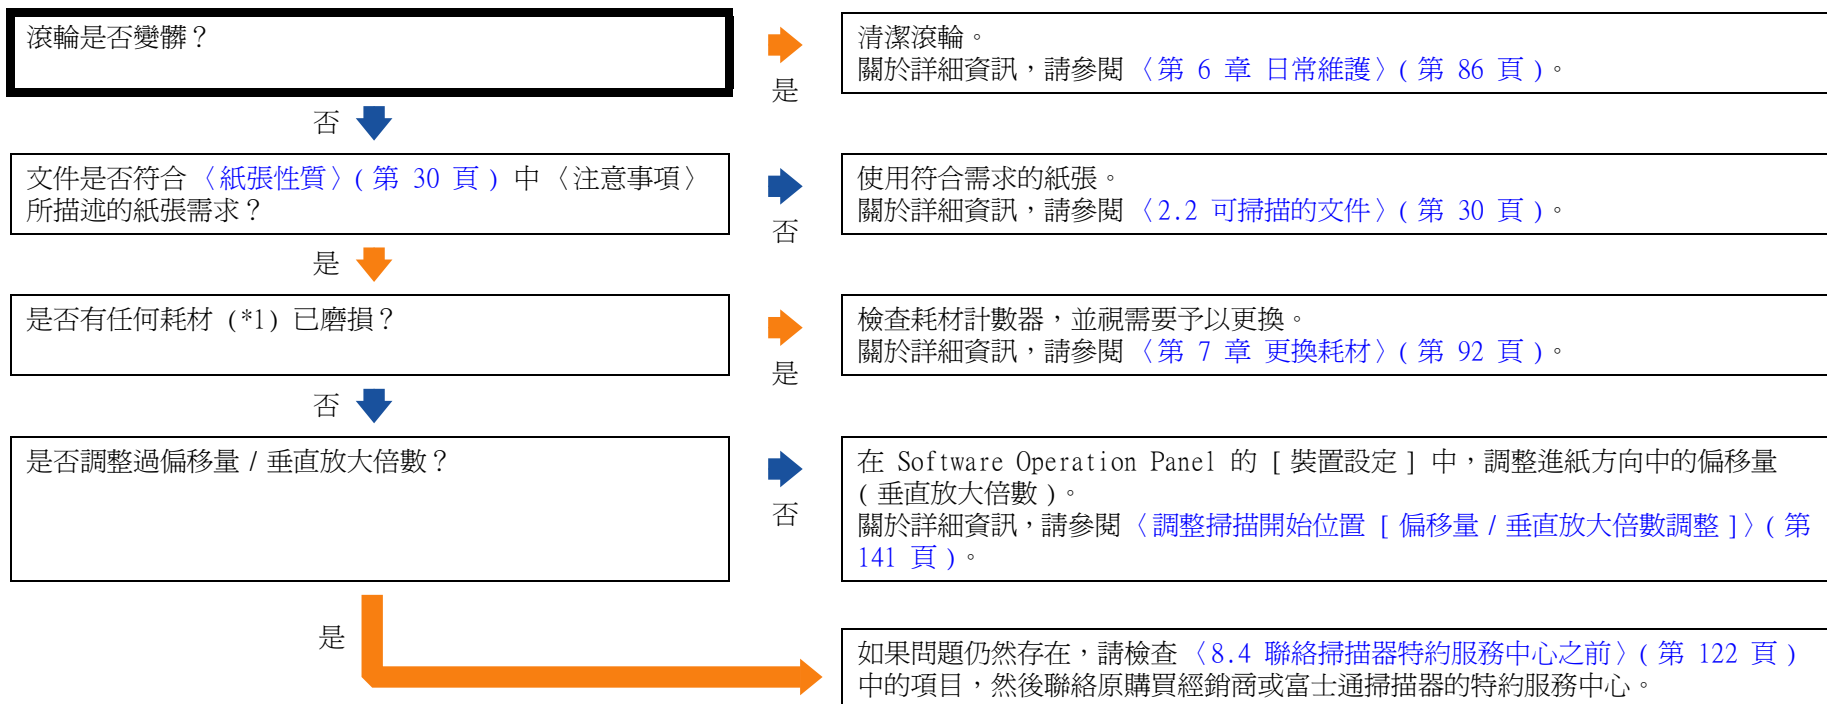 滾輪是否變髒？
是
清潔滾輪。
關於詳細資訊，請參閱〈第 6 章 日常維護〉( 第 86 頁 )。
否
文件是否符合〈紙張性質〉( 第 30 頁 ) 中〈注意事項〉
所描述的紙張需求？
否
使用符合需求的紙張。
關於詳細資訊，請參閱〈2.2 可掃描的文件〉( 第 30 頁 )。
是
是否有任何耗材 (*1) 已磨損？
是
檢查耗材計數器，並視需要予以更換。
關於詳細資訊，請參閱〈第 7 章 更換耗材〉( 第 92 頁 )。
否
是否調整過偏移量 / 垂直放大倍數？
否
在 Software Operation Panel 的 [ 裝置設定 ] 中，調整進紙方向中的偏移量
( 垂直放大倍數 )。
關於詳細資訊，請參閱〈調整掃描開始位置 [ 偏移量 / 垂直放大倍數調整 ]〉( 第
141 頁 )。
是
如果問題仍然存在，請檢查〈8.4 聯絡掃描器特約服務中心之前〉( 第 122 頁 )
中的項目，然後聯絡原購買經銷商或富士通掃描器的特約服務中心。